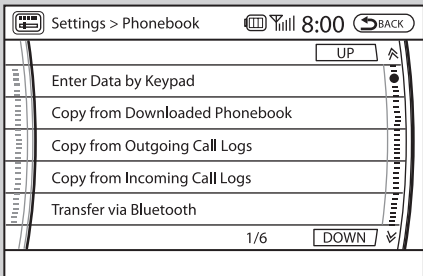 Settings > Phonebook 8:00 BACK
UP
Enter Data by Keypad
Copy from Downloaded Phonebook
Copy from Outgoing Call Logs
Copy from Incoming Call Logs
Transfer via Bluetooth
1/6 DOWN